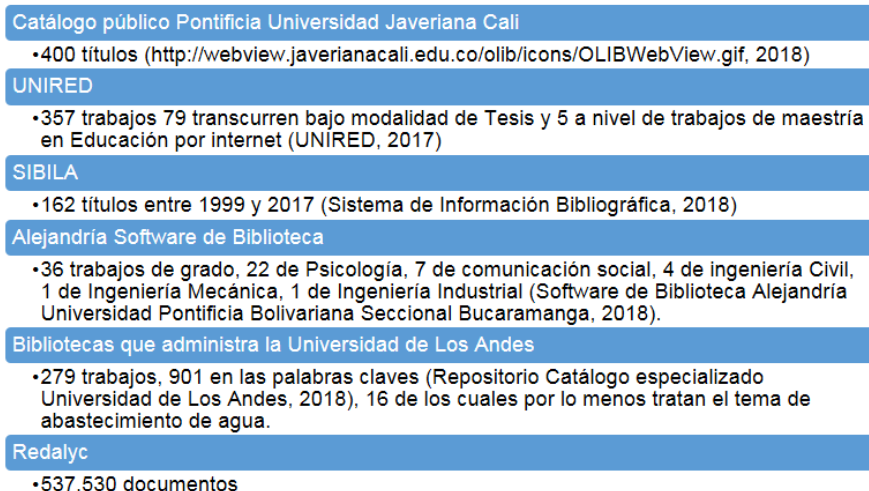 Catálogo público Pontificia Universidad Javeriana Cali
•400 títulos (http://webview.javerianacali.edu.co/olib/icons/OLIBWebView.gif, 2018)
UNIRED
•357 trabajos 79 transcurren bajo modalidad de Tesis y 5 a nivel de trabajos de maestría
en Educación por internet (UNIRED, 2017)
SIBILA
•162 títulos entre 1999 y 2017 (Sistema de Información Bibliográfica, 2018)
Alejandría Software de Biblioteca
•36 trabajos de grado, 22 de Psicología, 7 de comunicación social, 4 de ingeniería Civil,
1 de Ingeniería Mecánica, 1 de Ingeniería Industrial (Software de Biblioteca Alejandría
Universidad Pontificia Bolivariana Seccional Bucaramanga, 2018).
Bibliotecas que administra la Universidad de Los Andes
•279 trabajos, 901 en las palabras claves (Repositorio Catálogo especializado
Universidad de Los Andes, 2018), 16 de los cuales por lo menos tratan el tema de
abastecimiento de agua.
Redalyc
•537.530 documentos